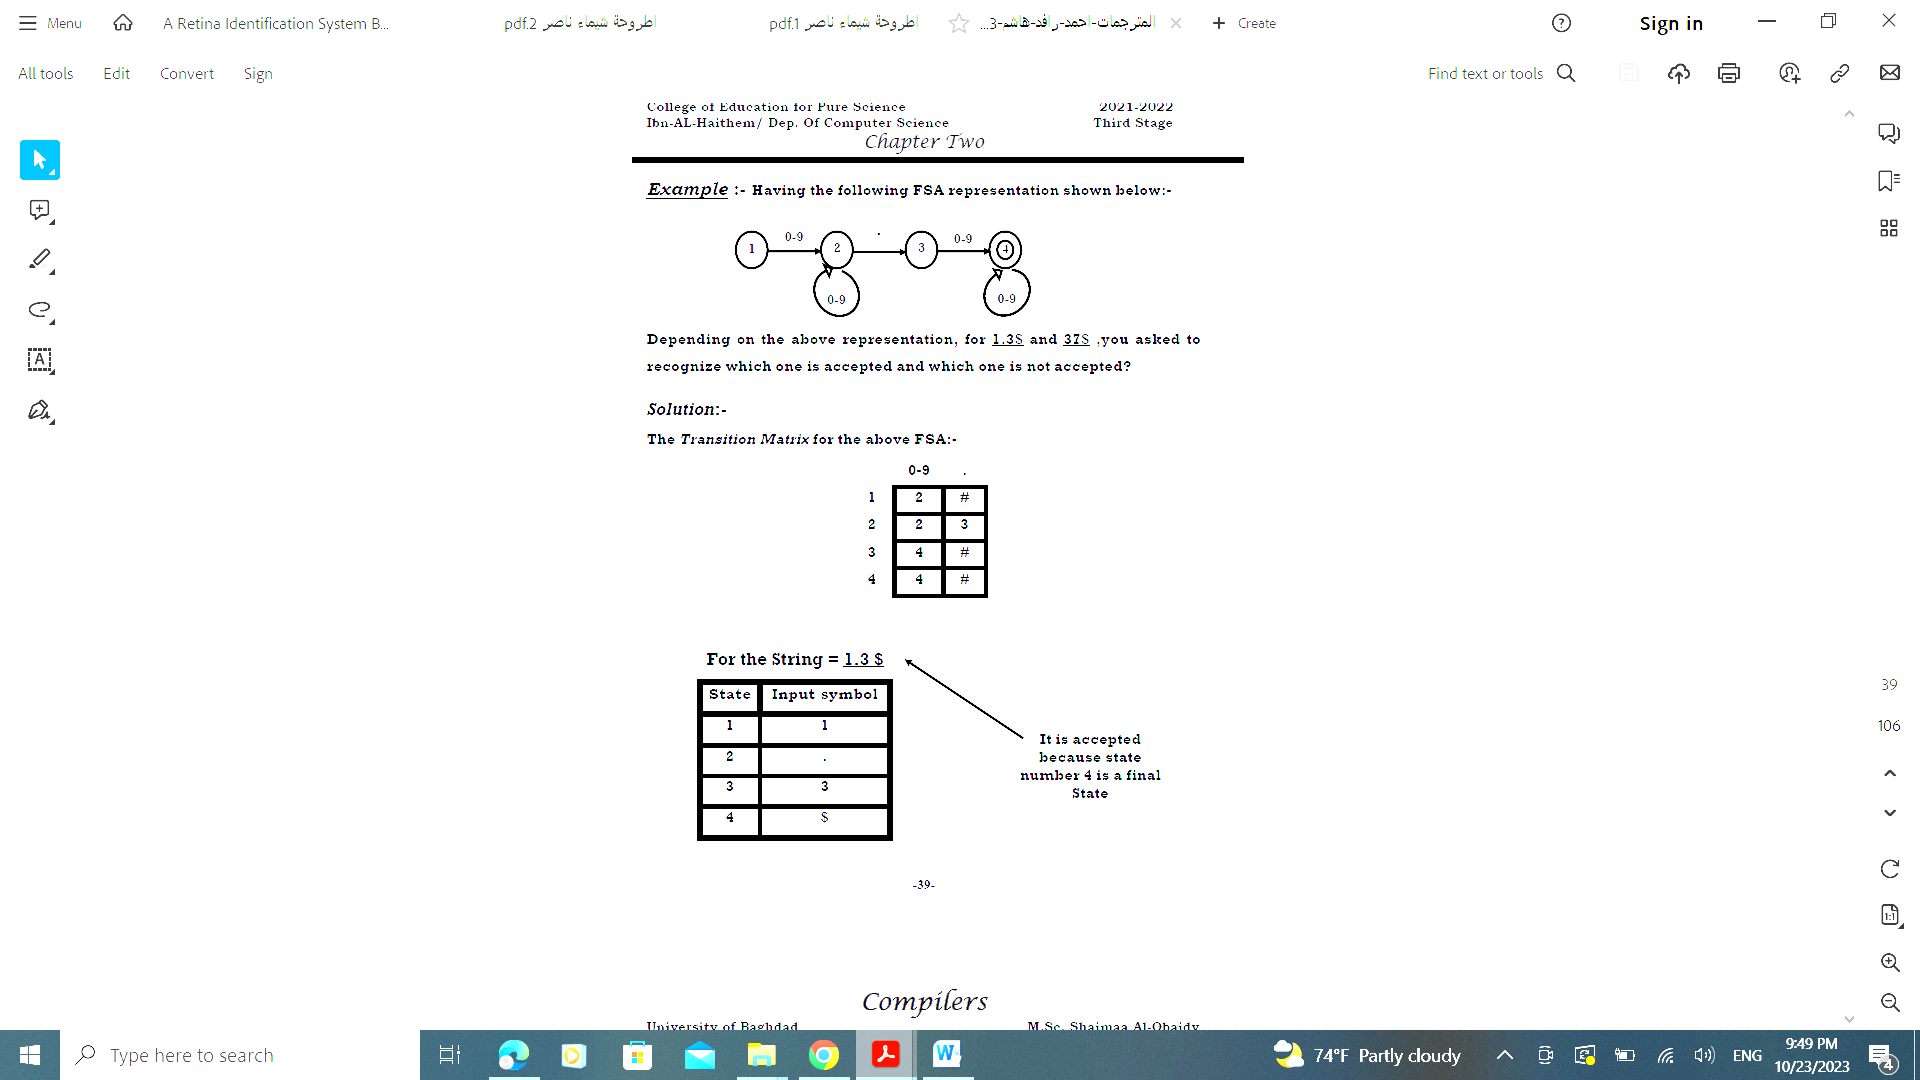 Menu
A Retina Identification System B...
اطروحة شيماء ناصر 2.pdf
اطروحة شيماء ناصر 1.pdf
المترجمات-احمد-رافد-هاشم-3...
Create
Sign in
All tools
Edit
Convert
Sign
Find text or tools
College of Education for Pure Science 2021-2022
Ibn-AL-Haithem/ Dep. Of Computer Science Third Stage
Chapter Two
Example :- Having the following FSA representation shown below:-
0-9 . 0-9
1 2 3 4
0-9 0-9
Depending on the above representation, for 1.3$ and 37$ ,you asked to
recognize which one is accepted and which one is not accepted?
Solution:-
The Transition Matrix for the above FSA:-
0-9 .
1 2 #
2 2 3
3 4 #
4 4 #
For the String = 1.3 $
State Input symbol
1 1
2 .
3 3
4 $
It is accepted
because state
number 4 is a final
State
-39-
Compilers
University of Baghdad M.Sc. Shaimaa Al-Obaidy
39
106
1:1
Type here to search
74°F Partly cloudy
ENG
9:49 PM
10/23/2023
4